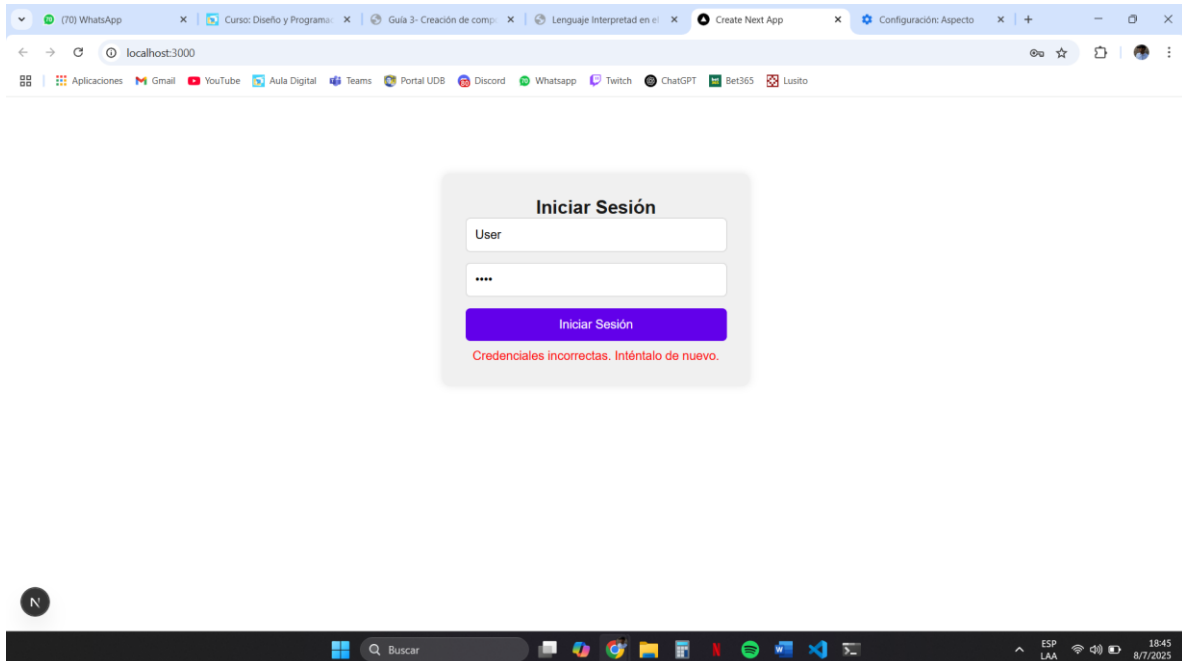 (70) WhatsApp
Curso: Diseño y Programac
Guía 3- Creación de compo
Lenguaje Interpretad en el
Create Next App
Configuración: Aspecto
localhost:3000
Aplicaciones Gmail YouTube Aula Digital Teams Portal UDB Discord Whatsapp Twitch ChatGPT Bet365 Lusito
Iniciar Sesión
User
••••
Iniciar Sesión
Credenciales incorrectas. Inténtalo de nuevo.
N
Buscar
ESP
LAA
18:45
8/7/2025